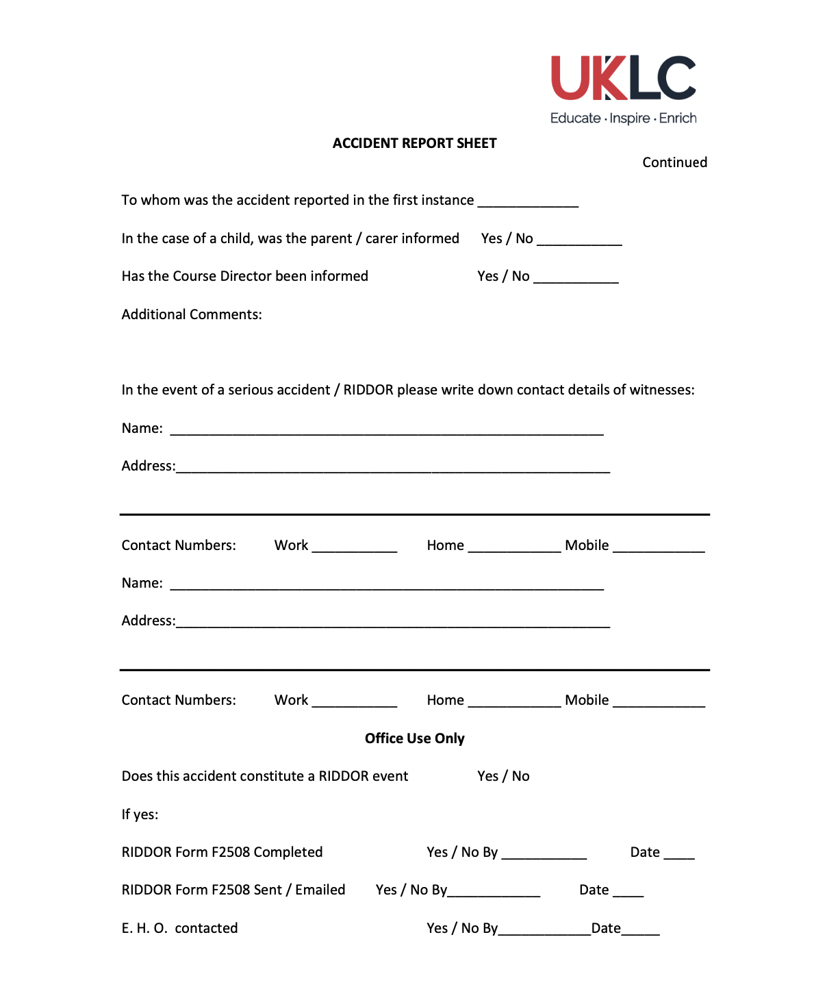 UKLC
Educate · Inspire · Enrich
ACCIDENT REPORT SHEET
Continued
To whom was the accident reported in the first instance _____________
In the case of a child, was the parent / carer informed Yes / No ___________
Has the Course Director been informed Yes / No ___________
Additional Comments:
In the event of a serious accident / RIDDOR please write down contact details of witnesses:
Name: ________________________________________________________
Address:________________________________________________________
Contact Numbers: Work ___________ Home ____________ Mobile ____________
Name: ________________________________________________________
Address:________________________________________________________
Contact Numbers: Work ___________ Home ____________ Mobile ____________
Office Use Only
Does this accident constitute a RIDDOR event Yes / No
If yes:
RIDDOR Form F2508 Completed Yes / No By ___________ Date ____
RIDDOR Form F2508 Sent / Emailed Yes / No By____________ Date ____
E. H. O. contacted Yes / No By____________Date_____